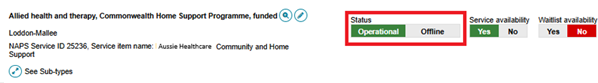 Allied health and therapy, Commonwealth Home Support Programme, funded
Loddon-Mallee
NAPS Service ID 25236, Service item name: Aussie Healthcare Community and Home
Support
See Sub-types
Status
Operational Offline
Service availability
Yes No
Waitlist availability
Yes No